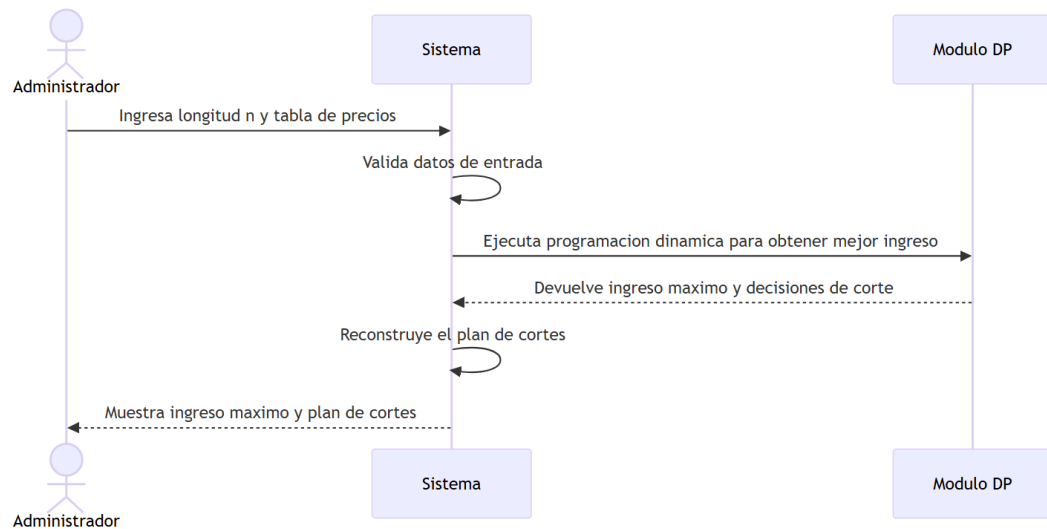 Administrador
Sistema
Modulo DP
Ingresa longitud n y tabla de precios
Valida datos de entrada
Ejecuta programacion dinamica para obtener mejor ingreso
Devuelve ingreso maximo y decisiones de corte
Reconstruye el plan de cortes
Muestra ingreso maximo y plan de cortes
Administrador
Sistema
Modulo DP